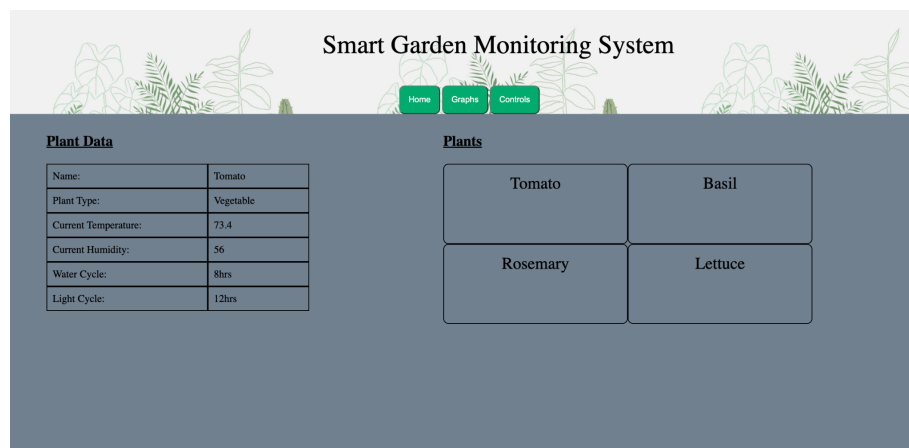 Smart Garden Monitoring System
Home Graphs Controls
Plant Data
Name: Tomato
Plant Type: Vegetable
Current Temperature: 73.4
Current Humidity: 56
Water Cycle: 8hrs
Light Cycle: 12hrs
Plants
Tomato Basil
Rosemary Lettuce